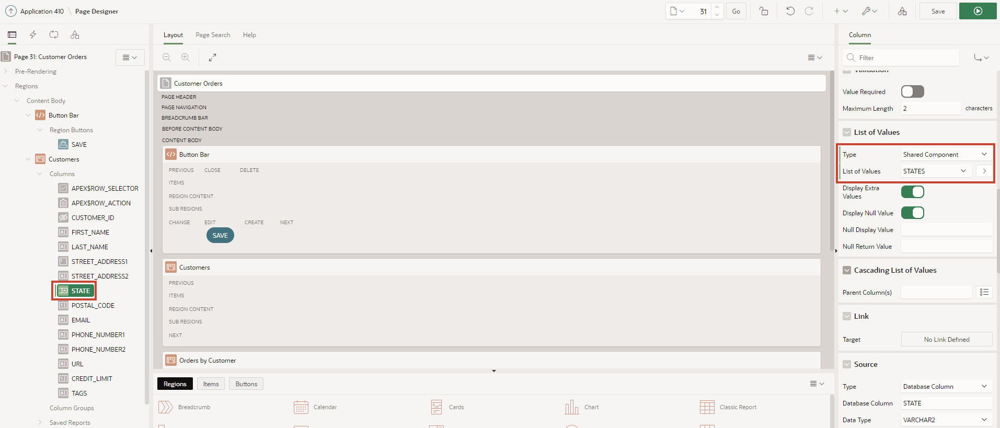 Application 410 \ Page Designer
31
Go
Save
Page 31: Customer Orders
Pre-Rendering
Regions
Content Body
Button Bar
Region Buttons
SAVE
Customers
Columns
APEX$ROW_SELECTOR
APEX$ROW_ACTION
CUSTOMER_ID
FIRST_NAME
LAST_NAME
STREET_ADDRESS1
STREET_ADDRESS2
STATE
POSTAL_CODE
EMAIL
PHONE_NUMBER1
PHONE_NUMBER2
URL
CREDIT_LIMIT
TAGS
Column Groups
Saved Reports
Layout Page Search Help
Customer Orders
PAGE HEADER
PAGE NAVIGATION
BREADCRUMB BAR
BEFORE CONTENT BODY
CONTENT BODY
Button Bar
PREVIOUS CLOSE DELETE
ITEMS
REGION CONTENT
SUB REGIONS
CHANGE EDIT CREATE NEXT
SAVE
Customers
PREVIOUS
ITEMS
REGION CONTENT
SUB REGIONS
NEXT
Orders by Customer
Regions Items Buttons
Breadcrumb Calendar Cards Chart Classic Report
Column
Filter
Validation
Value Required
Maximum Length 2 characters
List of Values
Type Shared Component
List of Values STATES
Display Extra
Values
Display Null Value
Null Display Value
Null Return Value
Cascading List of Values
Parent Column(s)
Link
Target No Link Defined
Source
Type Database Column
Database Column STATE
Data Type VARCHAR2